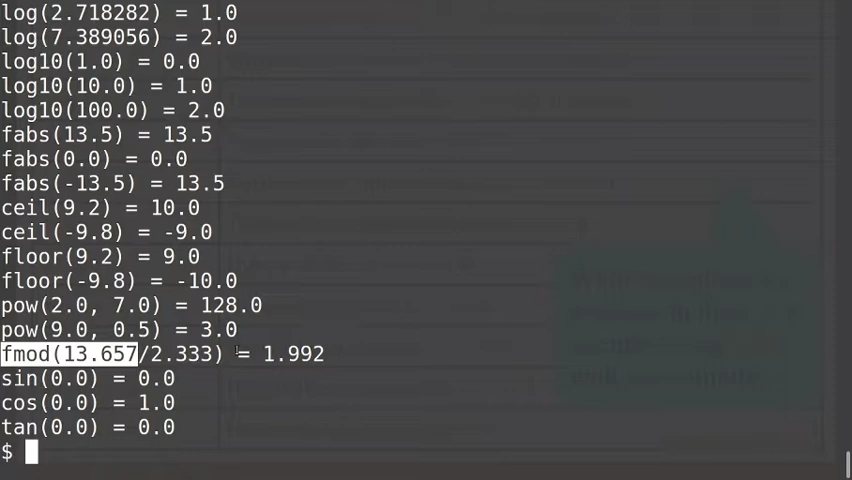 log(2.718282) = 1.0
log(7.389056) = 2.0
log10(1.0) = 0.0
log10(10.0) = 1.0
log10(100.0) = 2.0
fabs(13.5) = 13.5
fabs(0.0) = 0.0
fabs(-13.5) = 13.5
ceil(9.2) = 10.0
ceil(-9.8) = -9.0
floor(9.2) = 9.0
floor(-9.8) = -10.0
pow(2.0, 7.0) = 128.0
pow(9.0, 0.5) = 3.0
fmod(13.657/2.333) = 1.992
sin(0.0) = 0.0
cos(0.0) = 1.0
tan(0.0) = 0.0
$